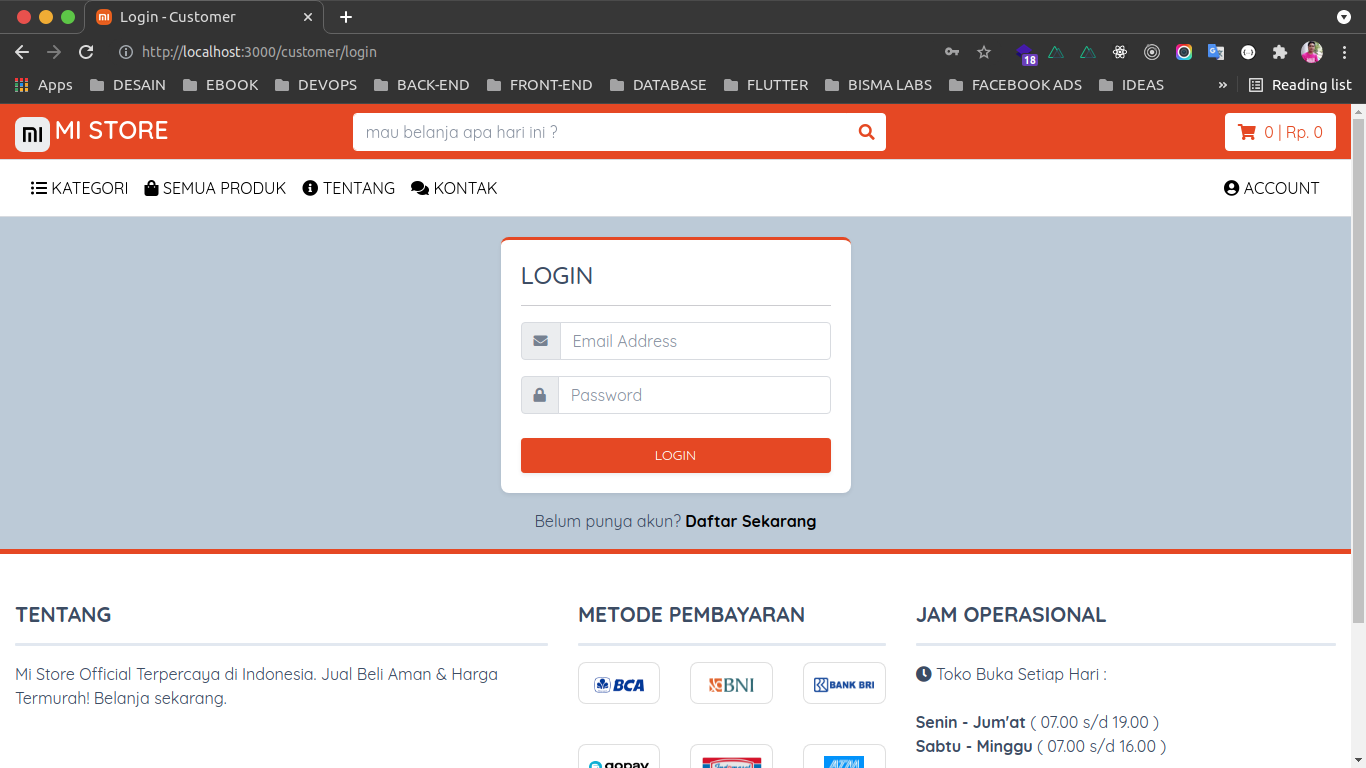 Login - Customer
http://localhost:3000/customer/login
18
Apps DESAIN EBOOK DEVOPS BACK-END FRONT-END DATABASE FLUTTER BISMA LABS FACEBOOK ADS IDEAS » Reading list
MI STORE
mau belanja apa hari ini ?
0 | Rp. 0
KATEGORI SEMUA PRODUK TENTANG KONTAK ACCOUNT
LOGIN
Email Address
Password
LOGIN
Belum punya akun? Daftar Sekarang
TENTANG
Mi Store Official Terpercaya di Indonesia. Jual Beli Aman & Harga
Termurah! Belanja sekarang.
METODE PEMBAYARAN
BCA BNI BANK BRI
gopay ATM
JAM OPERASIONAL
Toko Buka Setiap Hari :
Senin - Jum'at ( 07.00 s/d 19.00 )
Sabtu - Minggu ( 07.00 s/d 16.00 )